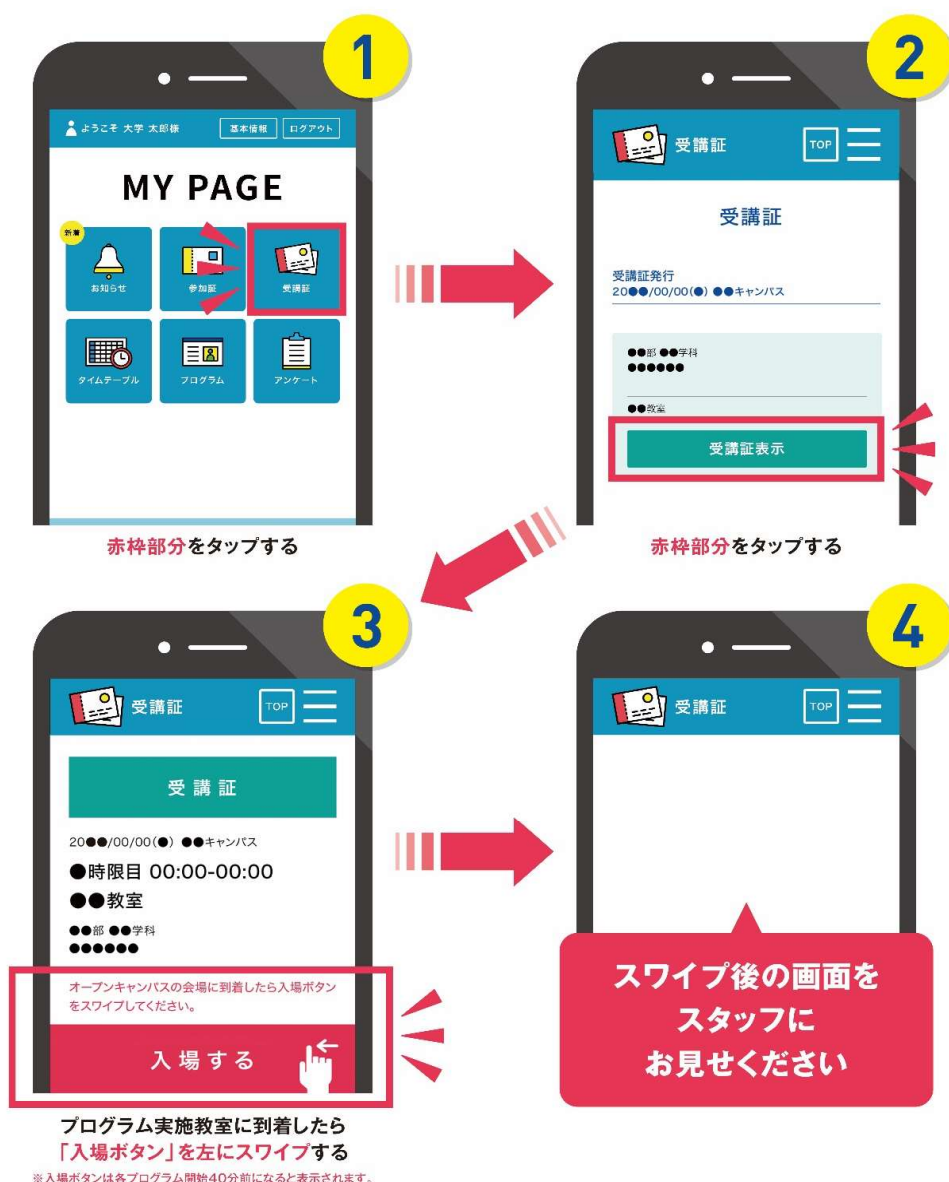 1
ようこそ 大学 太郎様
基本情報
ログアウト
MY PAGE
新着
お知らせ
参加証
受講証
タイムテーブル
プログラム
アンケート
赤枠部分をタップする
2
受講証
TOP
受講証
受講証発行
20●●/00/00(●) ●●キャンパス
●●部 ●●学科
●●●●●●
●●教室
受講証表示
赤枠部分をタップする
3
受講証
TOP
受講証
20●●/00/00(●) ●●キャンパス
●時限目 00:00-00:00
●●教室
●●部 ●●学科
●●●●●●
オープンキャンパスの会場に到着したら入場ボタン
をスワイプしてください。
入場する
プログラム実施教室に到着したら
「入場ボタン」を左にスワイプする
※入場ボタンは各プログラム開始40分前になると表示されます。
4
受講証
TOP
スワイプ後の画面を
スタッフに
お見せください